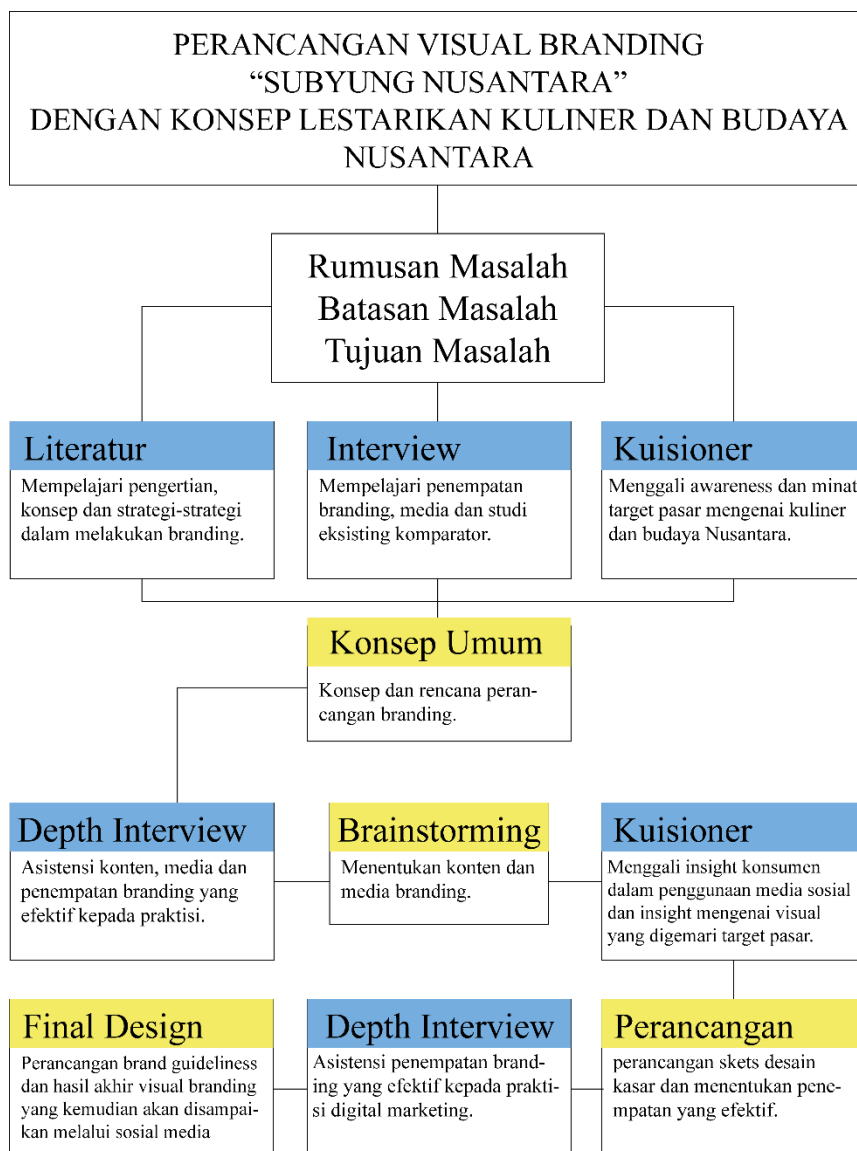 PERANCANGAN VISUAL BRANDING
“SUBYUNG NUSANTARA”
DENGAN KONSEP LESTARIKAN KULINER DAN BUDAYA
NUSANTARA
Rumusan Masalah
Batasan Masalah
Tujuan Masalah
Literatur
Mempelajari pengertian,
konsep dan strategi-strategi
dalam melakukan branding.
Interview
Mempelajari penempatan
branding, media dan studi
eksisting komparator.
Kuisioner
Menggali awareness dan minat
target pasar mengenai kuliner
dan budaya Nusantara.
Konsep Umum
Konsep dan rencana peran-
cangan branding.
Depth Interview
Asistensi konten, media dan
penempatan branding yang
efektif kepada praktisi.
Brainstorming
Menentukan konten dan
media branding.
Kuisioner
Menggali insight konsumen
dalam penggunaan media sosial
dan insight mengenai visual
yang digemari target pasar.
Final Design
Perancangan brand guideliness
dan hasil akhir visual branding
yang kemudian akan disampai-
kan melalui sosial media
Depth Interview
Asistensi penempatan brand-
ing yang efektif kepada prakti-
si digital marketing.
Perancangan
perancangan skets desain
kasar dan menentukan pene-
mpatan yang efektif.